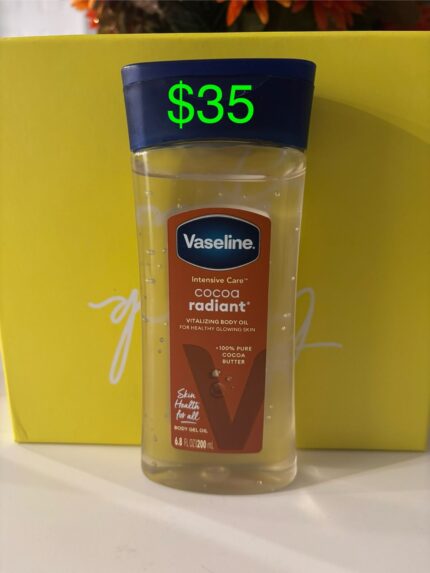 $35
Vaseline.
Intensive Care™
cocoa
radiant®
VITALIZING BODY OIL
FOR HEALTHY GLOWING SKIN
+100% PURE
COCOA
BUTTER
Skin
Health
for all
BODY GEL OIL
6.8 FL OZ|200 mL